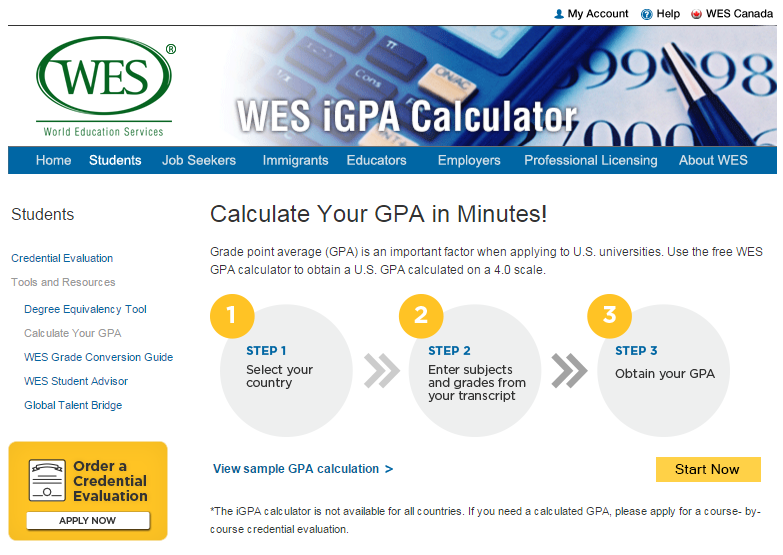 My Account Help WES Canada
WES®
World Education Services
WES iGPA Calculator
Home Students Job Seekers Immigrants Educators Employers Professional Licensing About WES
Students
Credential Evaluation
Tools and Resources
Degree Equivalency Tool
Calculate Your GPA
WES Grade Conversion Guide
WES Student Advisor
Global Talent Bridge
Order a
Credential
Evaluation
APPLY NOW
Calculate Your GPA in Minutes!
Grade point average (GPA) is an important factor when applying to U.S. universities. Use the free WES
GPA calculator to obtain a U.S. GPA calculated on a 4.0 scale.
1
STEP 1
Select your
country
2
STEP 2
Enter subjects
and grades from
your transcript
3
STEP 3
Obtain your GPA
View sample GPA calculation >
Start Now
*The iGPA calculator is not available for all countries. If you need a calculated GPA, please apply for a course- by-
course credential evaluation.